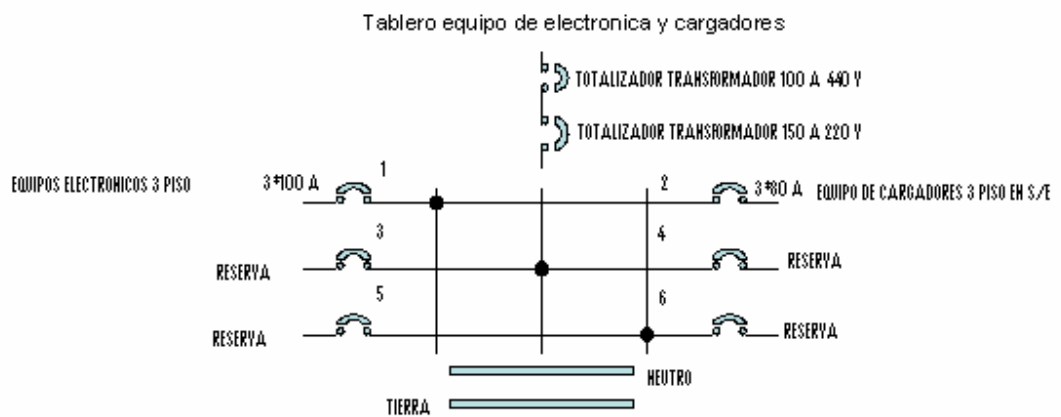 Tablero equipo de electronica y cargadores
TOTALIZADOR TRANSFORMADOR 100 A 440 V
TOTALIZADOR TRANSFORMADOR 150 A 220 V
EQUIPOS ELECTRONICOS 3 PISO
3*100 A
1
2
3*80 A
EQUIPO DE CARGADORES 3 PISO EN S/E
RESERVA
3
4
RESERVA
RESERVA
5
6
RESERVA
NEUTRO
TIERRA